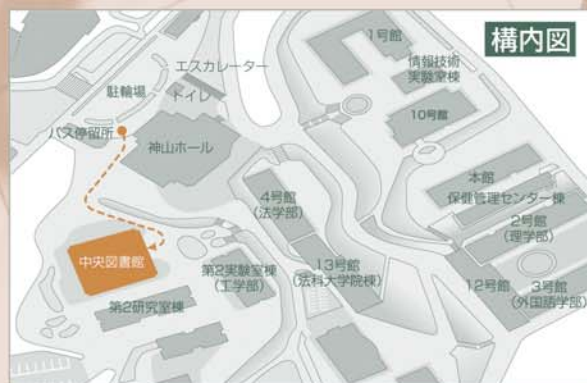 構内図
1号館
エスカレーター
情報技術
実験室棟
駐輪場
トイレ
10号館
バス停留所
神山ホール
本館
保健管理センター棟
4号館
(法学部)
2号館
(理学部)
中央図書館
第2実験室棟
(工学部)
13号館
(法科大学院棟)
12号館
3号館
(外国語学部)
第2研究室棟